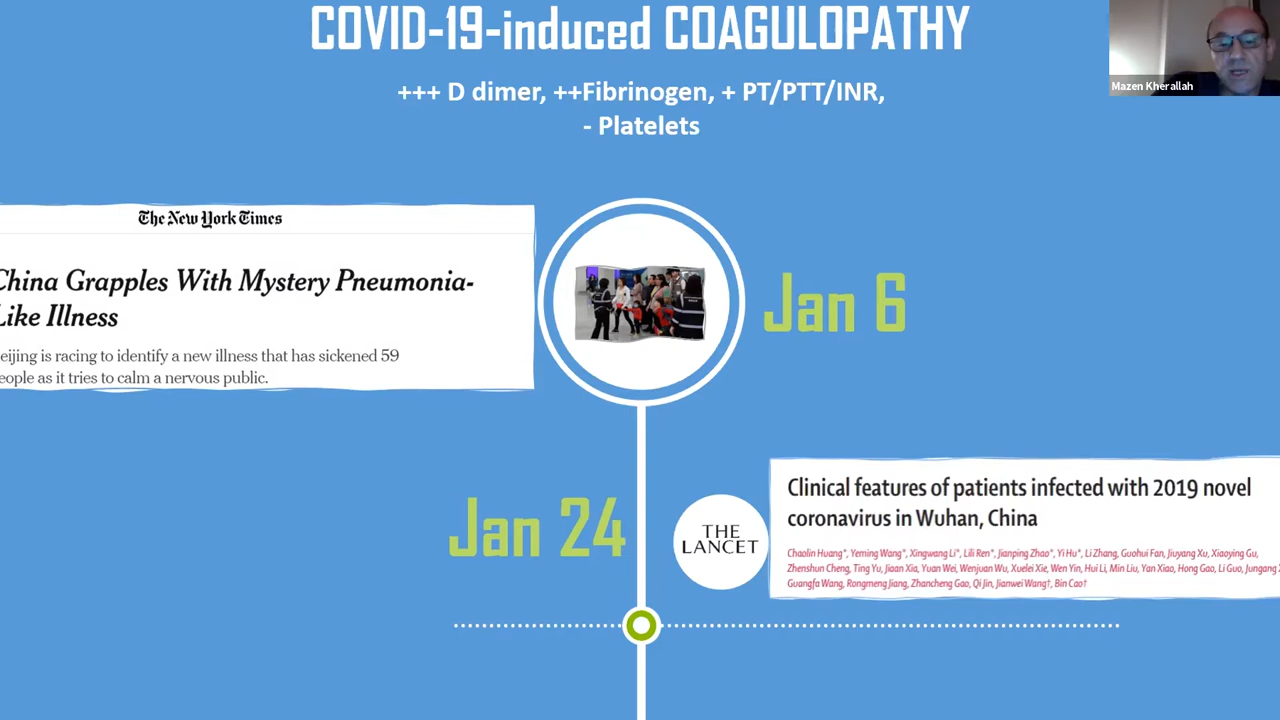 COVID-19-induced COAGULOPATHY
+++ D dimer, ++Fibrinogen, + PT/PTT/INR,
- Platelets
Mazen Kherallah
The New York Times
China Grapples With Mystery Pneumonia-
Like Illness
eijing is racing to identify a new illness that has sickened 59
eople as it tries to calm a nervous public.
Jan 6
Jan 24
THE
LANCET
Clinical features of patients infected with 2019 novel
coronavirus in Wuhan, China
Chaolin Huang*, Yeming Wang*, Xingwang Li*, Lili Ren*, Jianping Zhao*, Yi Hu*, Li Zhang, Guohui Fan, Jiuyang Xu, Xiaoying Gu,
Zhenshun Cheng, Ting Yu, Jiaan Xia, Yuan Wei, Wenjuan Wu, Xuelei Xie, Wen Yin, Hui Li, Min Liu, Yan Xiao, Hong Gao, Li Guo, Jungang
Guangfa Wang, Rongmeng Jiang, Zhancheng Gao, Qi Jin, Jianwei Wang†, Bin Cao†